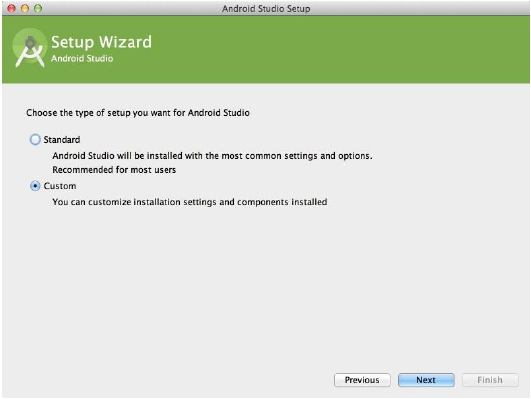 Android Studio Setup
Setup Wizard
Android Studio
Choose the type of setup you want for Android Studio
Standard
Android Studio will be installed with the most common settings and options.
Recommended for most users
Custom
You can customize installation settings and components installed
Previous
Next
Finish